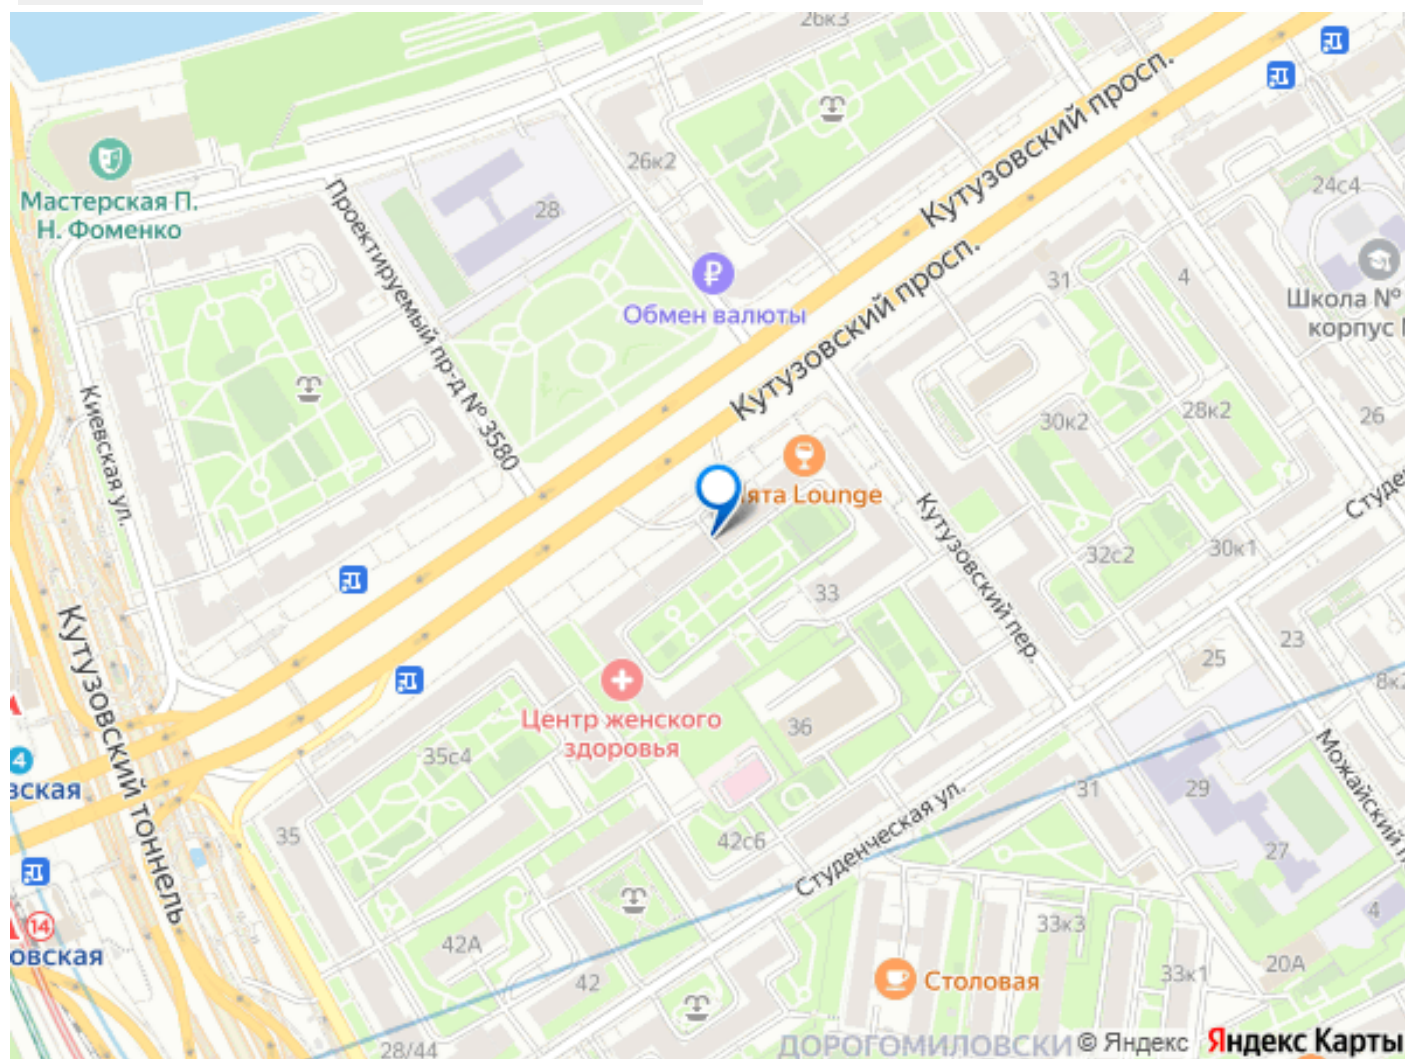 26к3
Кутузовский просп.
Мастерская П.
Н. Фоменко
26к2
28
24с4
Проектируемый пр-д № 3580
Обмен валюты
Кутузовский просп.
31
4
Школа №
корпус
Киевская ул.
30к2
28к2
26
Lounge
Кутузовский пер.
32с2
30к1
33
23
25
Кутузовский тоннель
Центр женского
здоровья
36
35с4
4
35
42с6
Студенческая ул.
31
29
27
Можайский
14
42А
42
33к3
4
Столовая
33к1
20А
28/44
ДОРОГОМИЛОВСКИ
© Яндекс
Яндекс Карты